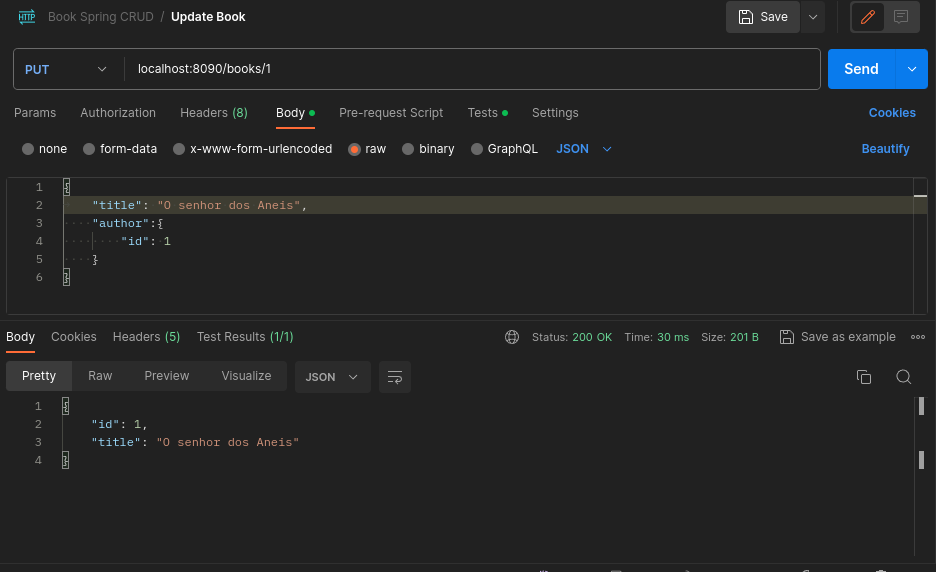 HTTP Book Spring CRUD / Update Book Save
PUT localhost:8090/books/1 Send
Params Authorization Headers (8) Body Pre-request Script Tests Settings Cookies
none form-data x-www-form-urlencoded raw binary GraphQL JSON Beautify
1 {
2 "title": "O senhor dos Aneis",
3 "author":{
4 "id": 1
5 }
6 }
Body Cookies Headers (5) Test Results (1/1) Status: 200 OK Time: 30 ms Size: 201 B Save as example
Pretty Raw Preview Visualize JSON
1 {
2 "id": 1,
3 "title": "O senhor dos Aneis"
4 }